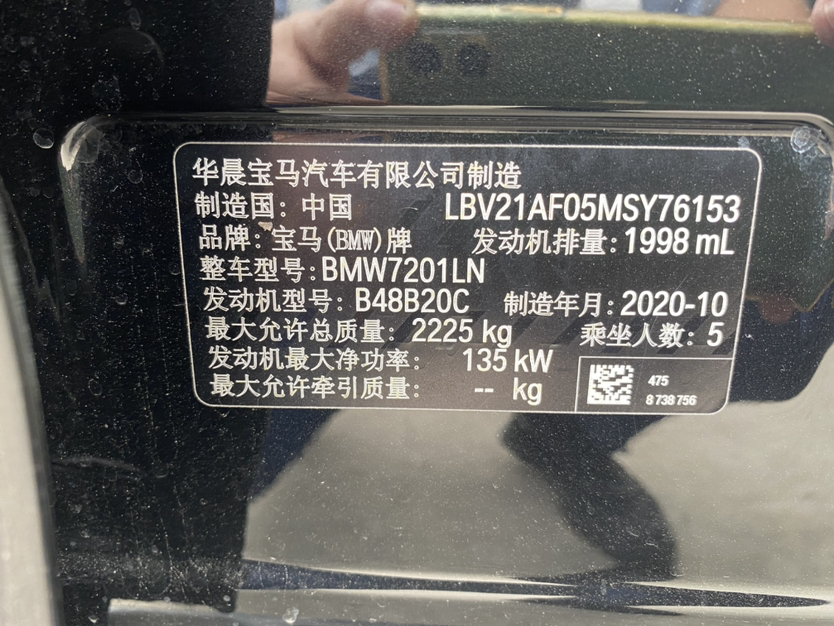 华晨宝马汽车有限公司制造
制造国：中国 LBV21AF05MSY76153
品牌：宝马(BMW)牌 发动机排量：1998 mL
整车型号：BMW7201LN
发动机型号：B48B20C 制造年月：2020-10
最大允许总质量：2225 kg 乘坐人数：5
发动机最大净功率：135 kW
最大允许牵引质量：-- kg
475
8 738 756